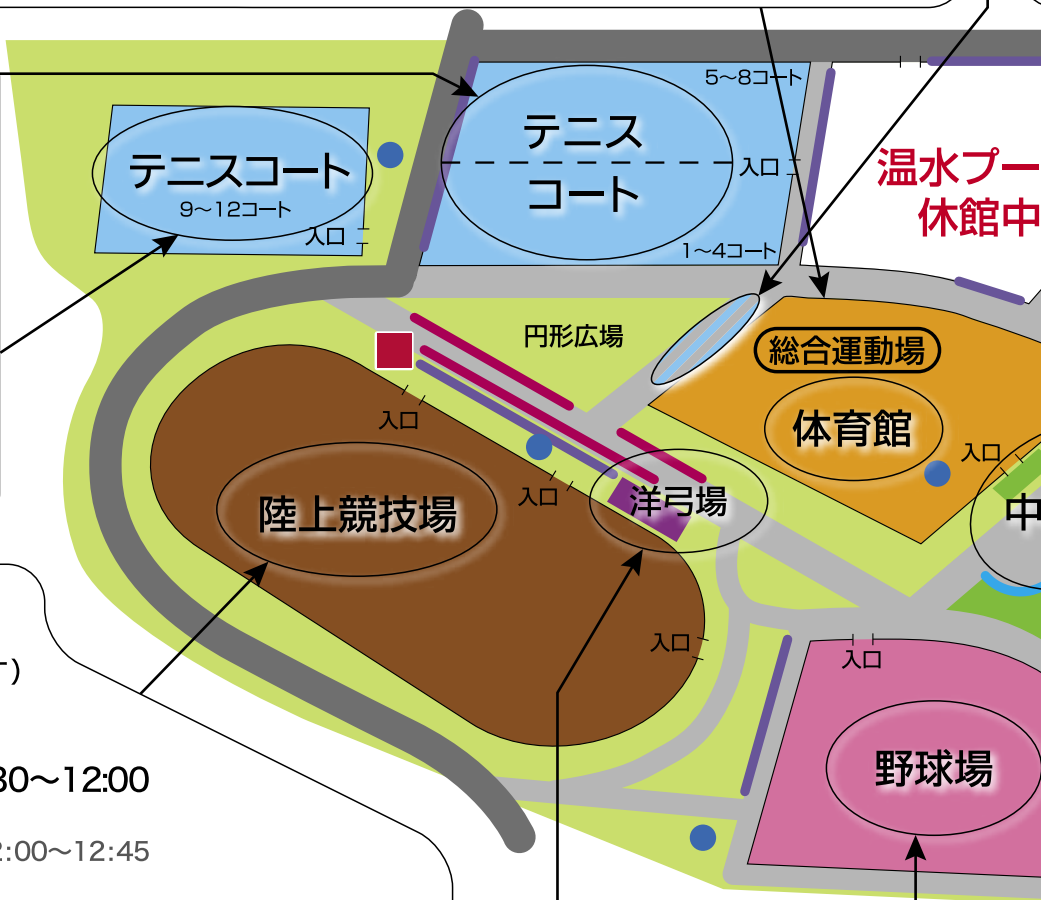 5〜8コート
テニス
コート
入口
1〜4コート
テニスコート
9〜12コート
入口
温水プー
休館中
円形広場
総合運動場
体育館
入口
入口
陸上競技場
入口
洋弓場
中
入口
入口
野球場
)
30〜12:00
2:00〜12:45